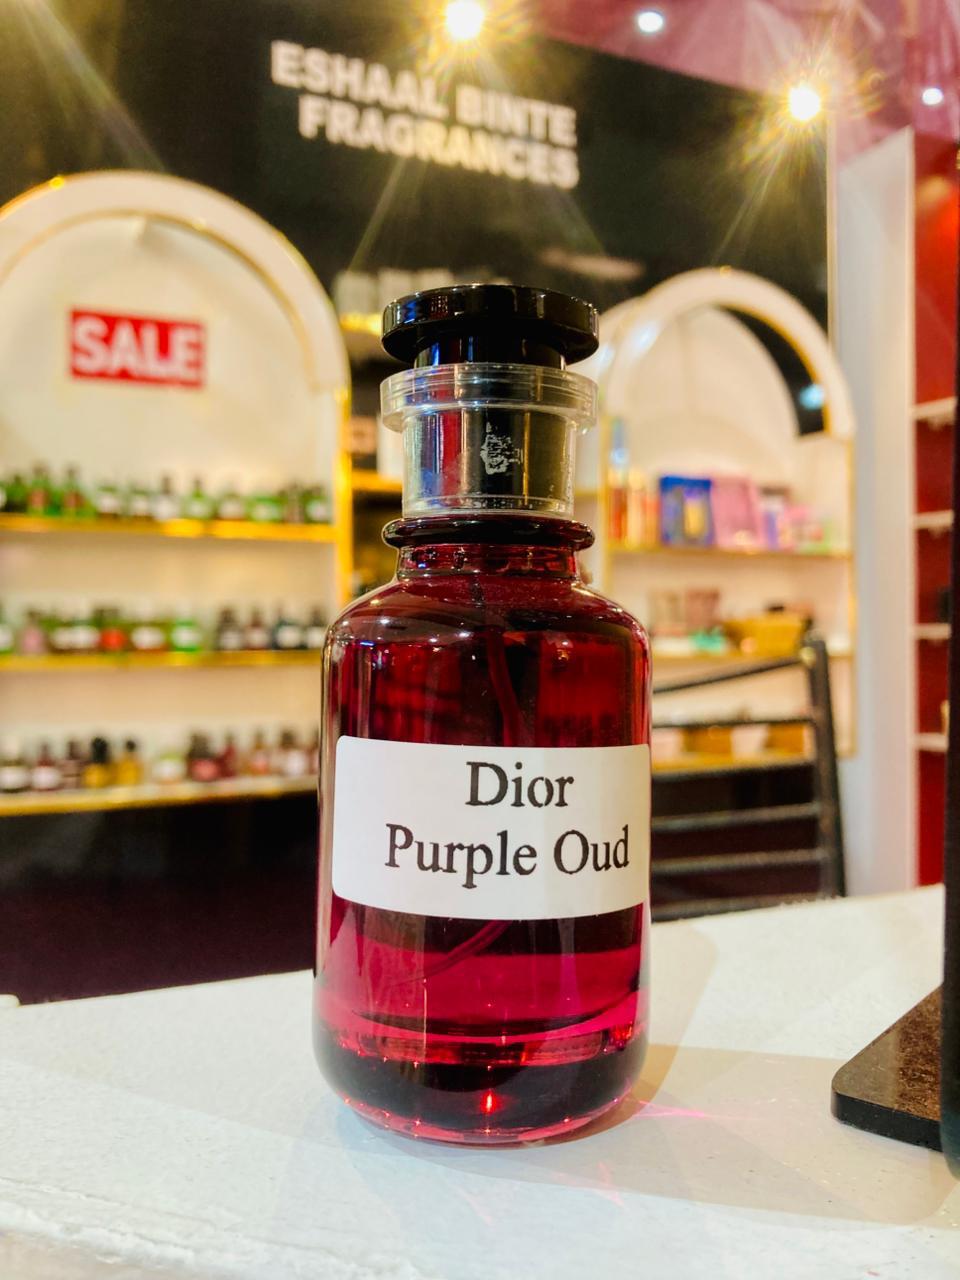 ESHAAL BINTE
FRAGRANCES
SALE
Dior
Purple Oud